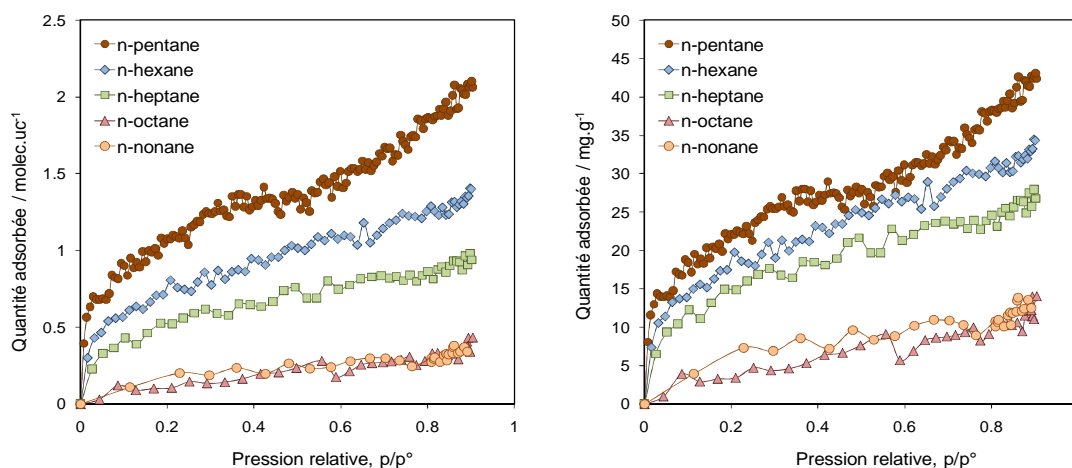 2.5
2
1.5
1
0.5
0
Quantité adsorbée / molec.uc⁻¹
n-pentane
n-hexane
n-heptane
n-octane
n-nonane
0 0.2 0.4 0.6 0.8 1
Pression relative, p/p°
50
45
40
35
30
25
20
15
10
5
0
Quantité adsorbée / mg.g⁻¹
n-pentane
n-hexane
n-heptane
n-octane
n-nonane
0 0.2 0.4 0.6 0.8
Pression relative, p/p°